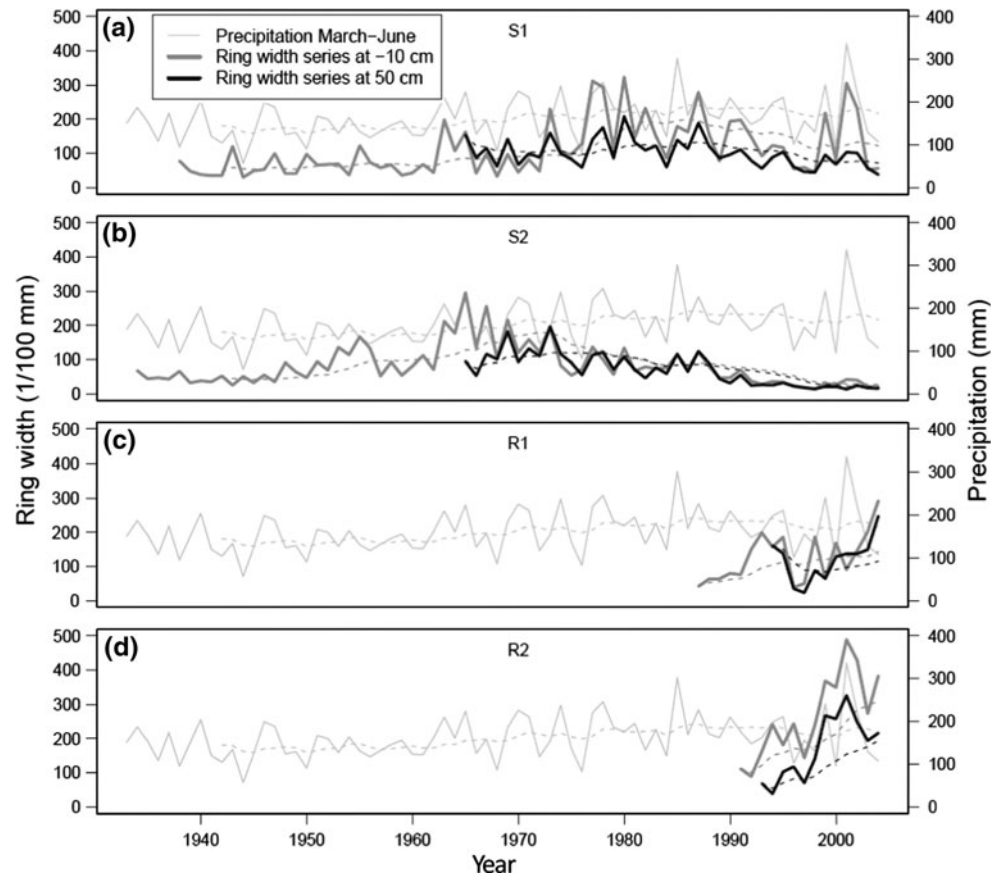 (a)
S1
Precipitation March–June
Ring width series at −10 cm
Ring width series at 50 cm
500
400
300
200
100
0
400
300
200
100
0
(b)
S2
500
400
300
200
100
0
400
300
200
100
0
(c)
R1
500
400
300
200
100
0
400
300
200
100
0
(d)
R2
500
400
300
200
100
0
400
300
200
100
0
Ring width (1/100 mm)
Precipitation (mm)
1940 1950 1960 1970 1980 1990 2000
Year